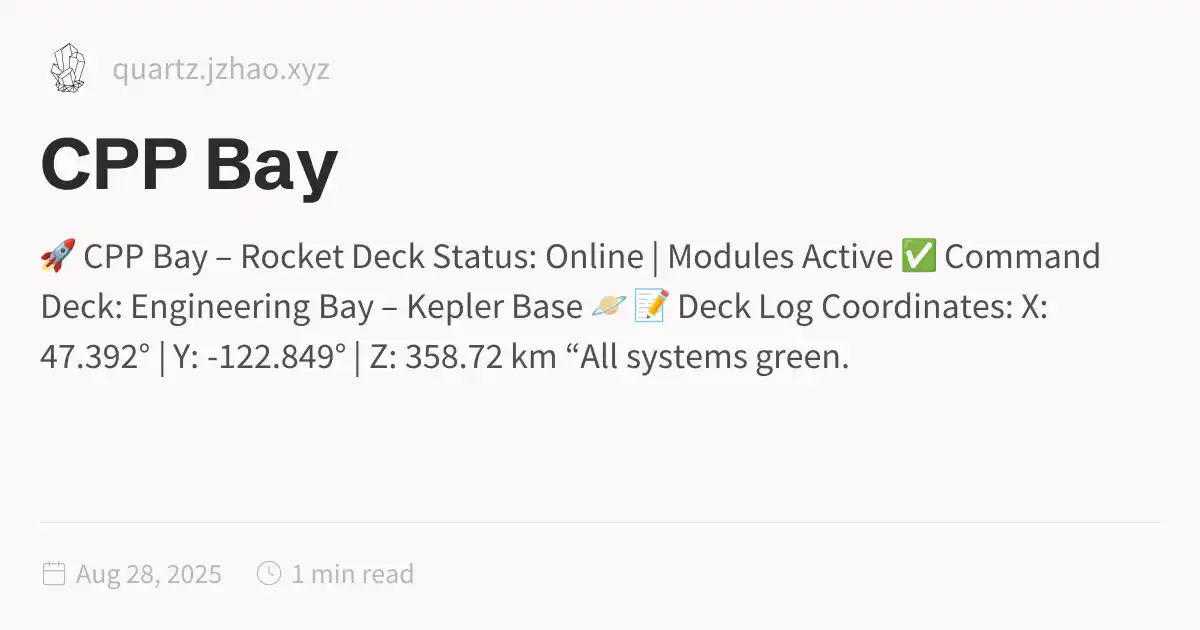 quartz.jzhao.xyz
CPP Bay
🚀 CPP Bay – Rocket Deck Status: Online | Modules Active ✅ Command
Deck: Engineering Bay – Kepler Base 🪐 📝 Deck Log Coordinates: X:
47.392° | Y: -122.849° | Z: 358.72 km “All systems green.
Aug 28, 2025 1 min read